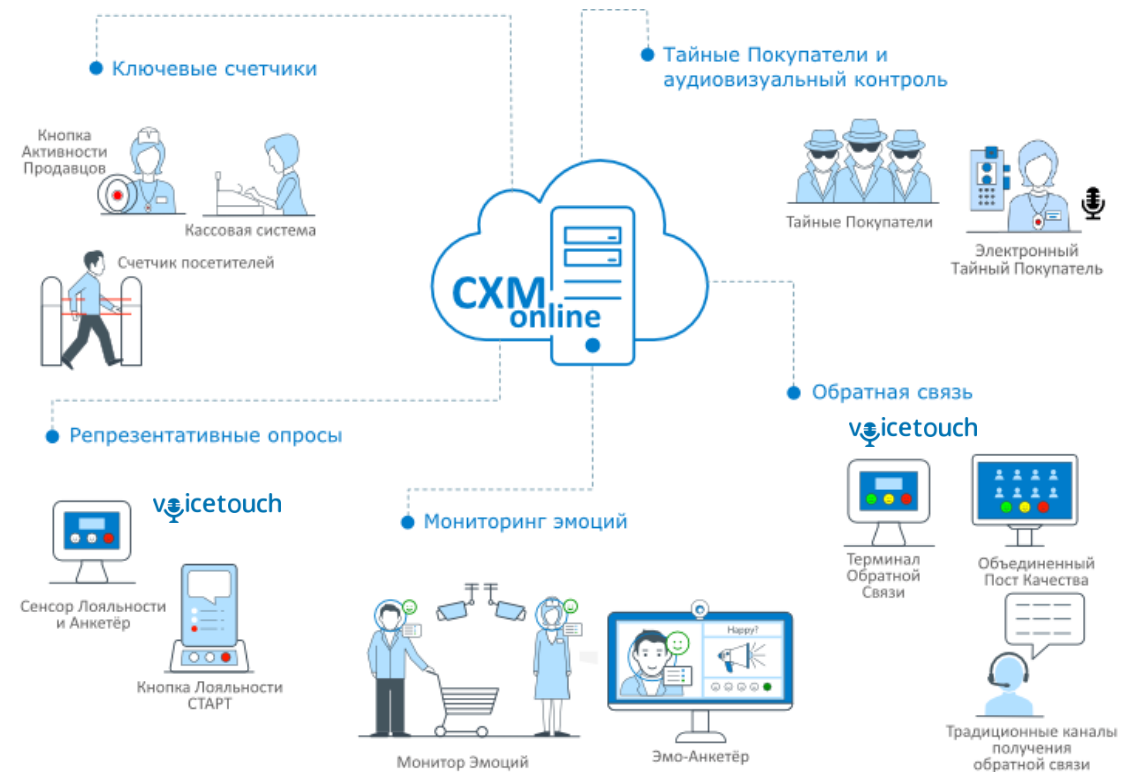 Ключевые счетчики
Кнопка
Активности
Продавцов
Кассовая система
Счетчик посетителей
Тайные Покупатели и
аудиовизуальный контроль
Тайные Покупатели
Электронный
Тайный Покупатель
CXM
online
Обратная связь
voicetouch
Терминал
Обратной
Связи
Объединенный
Пост Качества
Традиционные каналы
получения
обратной связи
Репрезентативные опросы
voicetouch
Сенсор Лояльности
и Анкетёр
Кнопка Лояльности
СТАРТ
Мониторинг эмоций
Монитор Эмоций
Happy?
Эмо-Анкетёр